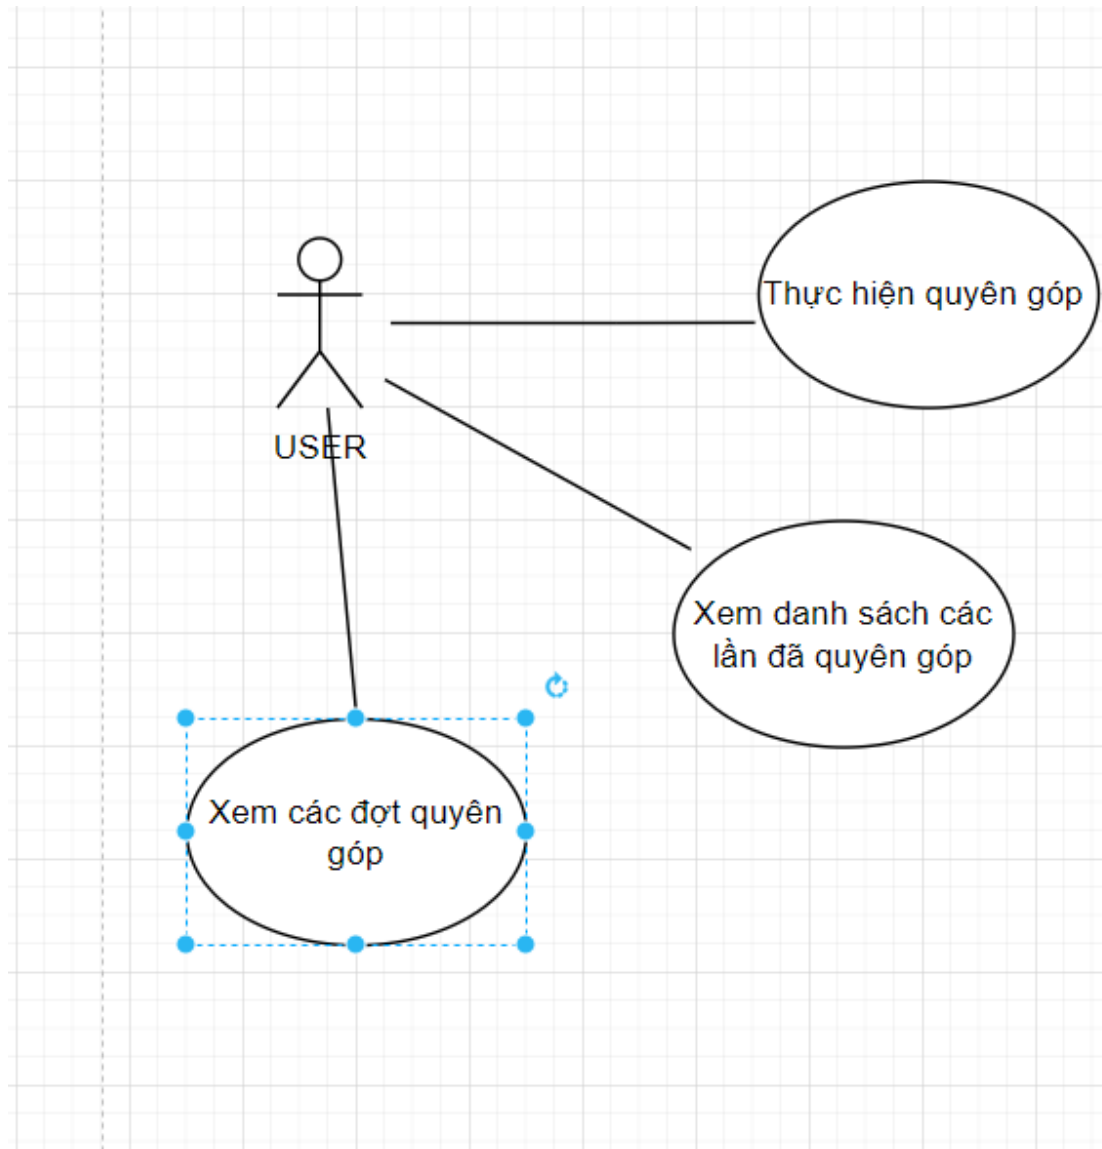 Thực hiện quyên góp
USER
Xem danh sách các
lần đã quyên góp
Xem các đợt quyên
góp